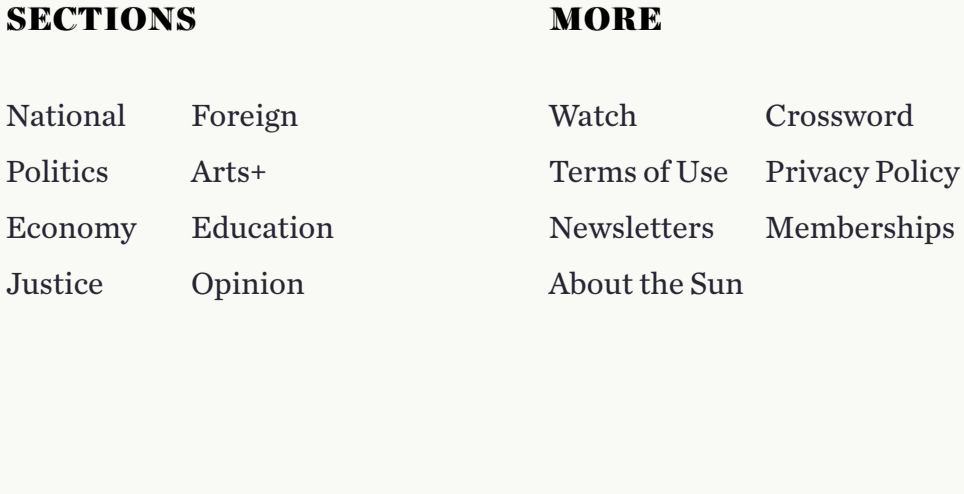 SECTIONS
National
Foreign
Politics
Arts+
Economy
Education
Justice
Opinion
MORE
Watch
Crossword
Terms of Use
Privacy Policy
Newsletters
Memberships
About the Sun